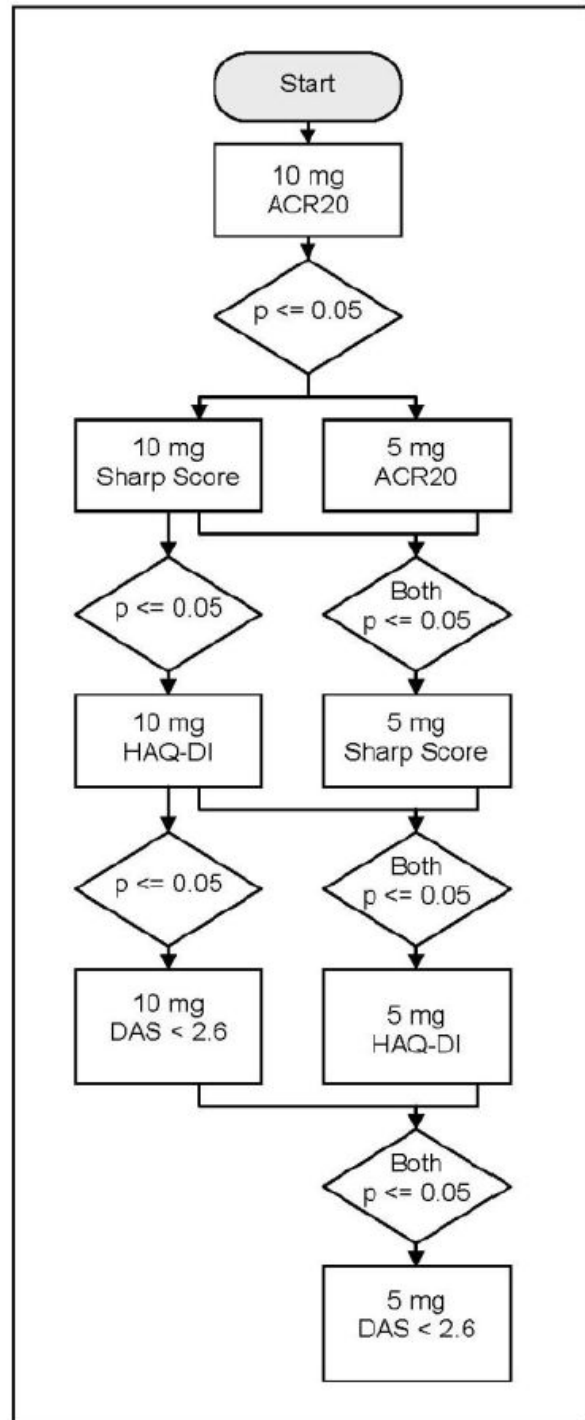 Start
10 mg
ACR20
p <= 0.05
10 mg
Sharp Score
5 mg
ACR20
p <= 0.05
Both
p <= 0.05
10 mg
HAQ-DI
5 mg
Sharp Score
p <= 0.05
Both
p <= 0.05
10 mg
DAS < 2.6
5 mg
HAQ-DI
Both
p <= 0.05
5 mg
DAS < 2.6